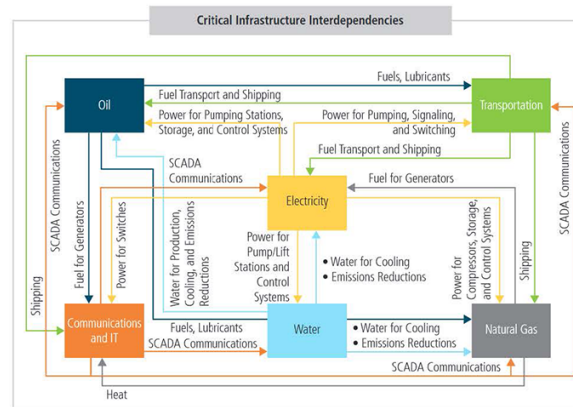 Critical Infrastructure Interdependencies
Fuels, Lubricants
Oil
Fuel Transport and Shipping
Transportation
Power for Pumping Stations,
Storage, and Control Systems
Power for Pumping, Signaling,
and Switching
Fuel Transport and Shipping
SCADA
Communications
SCADA Communications
Fuel for Generators
Electricity
SCADA Communications
Shipping
Fuel for Generators
Power for Switches
Water for Production,
Cooling, and Emissions
Reductions
Power for
Pump/Lift
Stations and
Control
Systems
• Water for Cooling
• Emissions Reductions
Power for
Compressors, Storage,
and Control Systems
Shipping
Communications
and IT
Fuels, Lubricants
SCADA Communications
Water
• Water for Cooling
• Emissions Reductions
Natural Gas
SCADA Communications
Heat